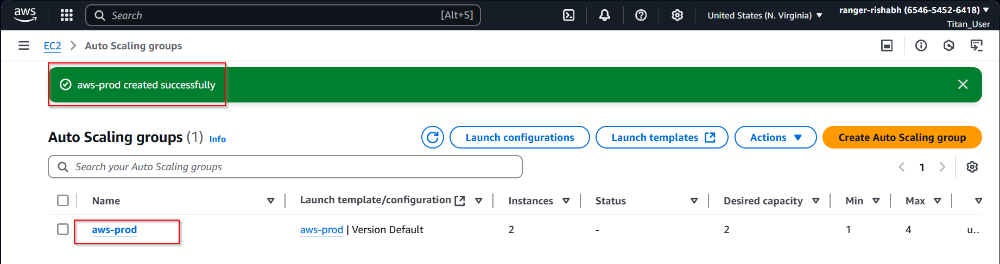 aws
Search [Alt+S]
United States (N. Virginia)
ranger-rishabh (6546-5452-6418)
Titan_User
EC2 > Auto Scaling groups
aws-prod created successfully
Auto Scaling groups (1) Info
Launch configurations
Launch templates
Actions
Create Auto Scaling group
Search your Auto Scaling groups
1
Name Launch template/configuration Instances Status Desired capacity Min Max
aws-prod aws-prod | Version Default 2 - 2 1 4 u..